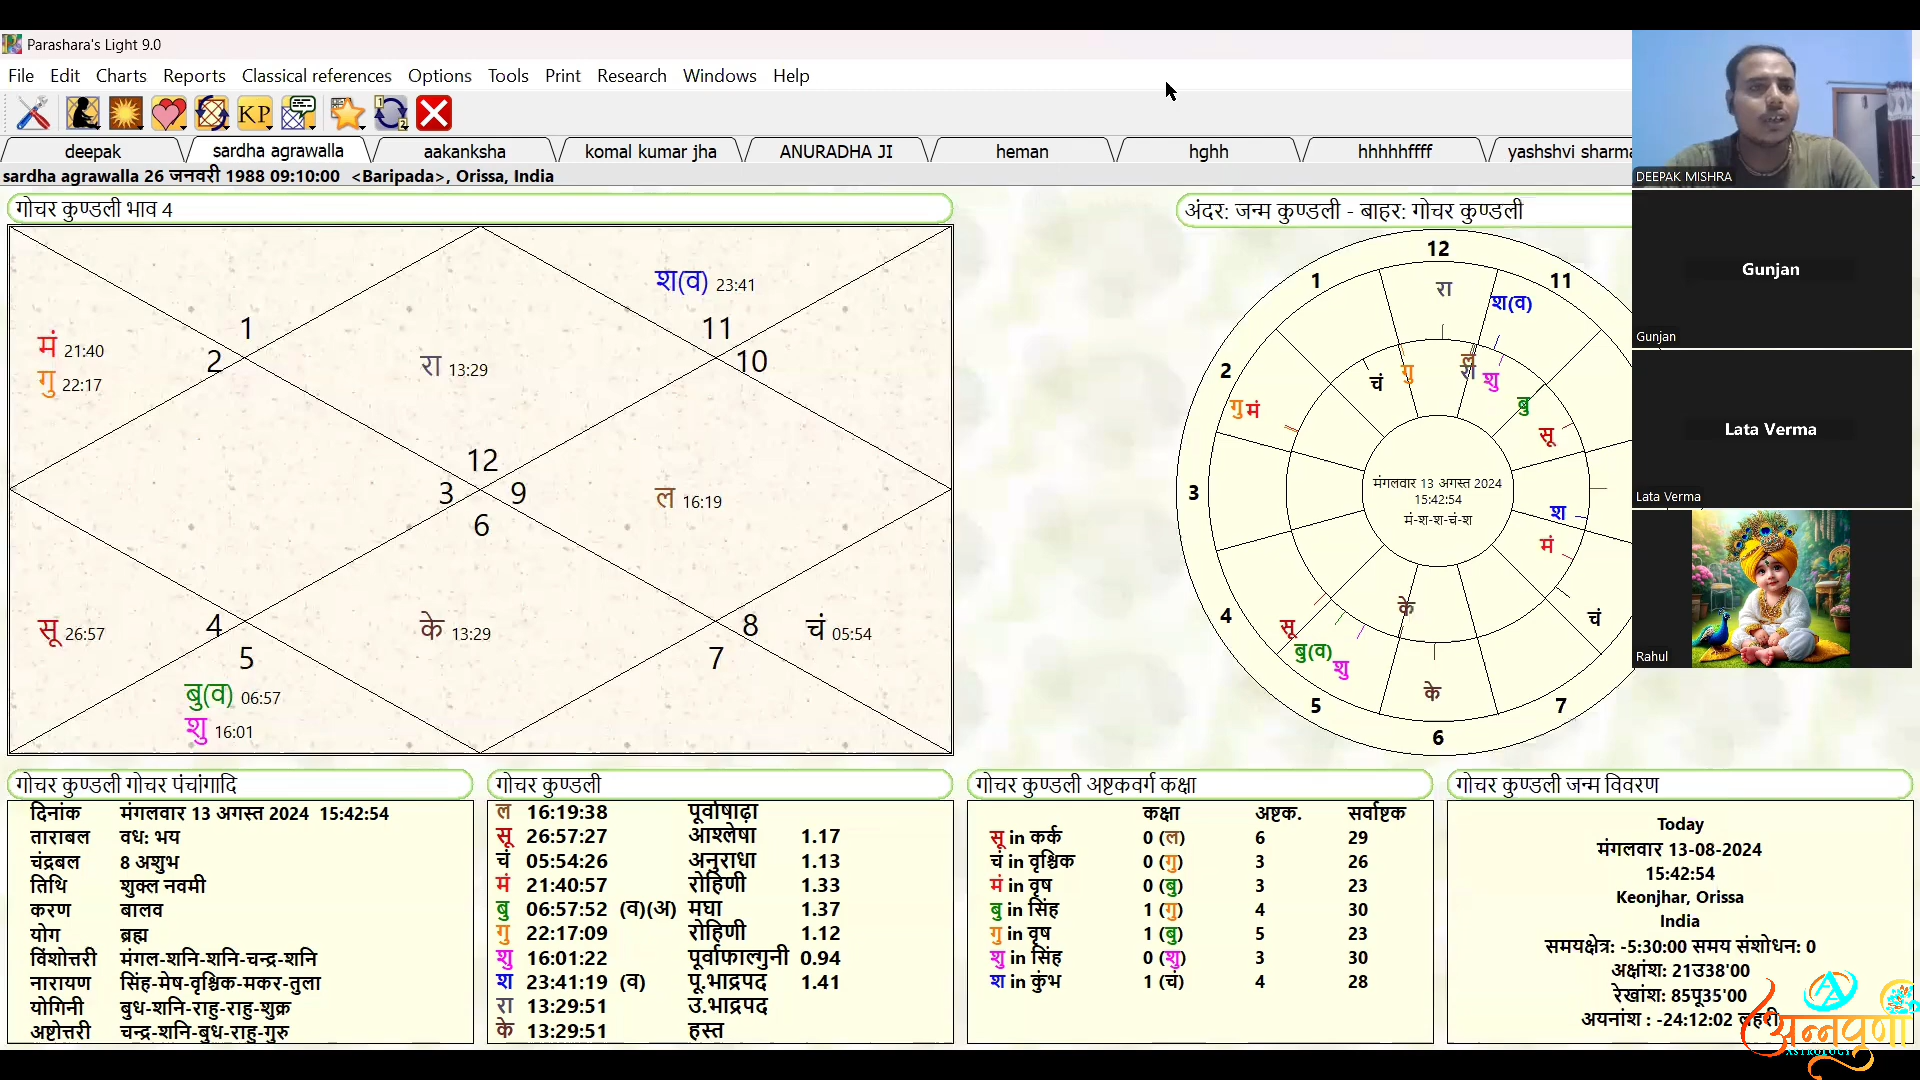 Parashara's Light 9.0
File Edit Charts Reports Classical references Options Tools Print Research Windows Help
KP
deepak sardha agrawalla aakanksha komal kumar jha ANURADHA JI heman hghh hhhhhffff yashshvi sharma
sardha agrawalla 26 जनवरी 1988 09:10:00 <Baripada>, Orissa, India
DEEPAK MISHRA
Gunjan
Gunjan
Lata Verma
Lata Verma
Rahul
गोचर कुण्डली भाव 4
श(व) 23:41
1 11
मं 21:40 2 रा 13:29 10
गु 22:17
12
3 9 ल 16:19
6
सू 26:57 4 के 13:29 8 चं 05:54
5 7
बु(व) 06:57
शु 16:01
अंदर: जन्म कुण्डली - बाहर: गोचर कुण्डली
12
1 11
रा श(व)
2 चं गु ल रा शु
गु मं बु
सू
3 मंगलवार 13 अगस्त 2024
15:42:54
मं-श-श-चं-श
श
मं
4 के चं
सू
बु(व)
शु के
5 7
6
गोचर कुण्डली गोचर पंचांगादि
दिनांक मंगलवार 13 अगस्त 2024 15:42:54
ताराबल वध: भय
चंद्रबल 8 अशुभ
तिथि शुक्ल नवमी
करण बालव
योग ब्रह्म
विंशोत्तरी मंगल-शनि-शनि-चन्द्र-शनि
नारायण सिंह-मेष-वृश्चिक-मकर-तुला
योगिनी बुध-शनि-राहु-राहु-शुक्र
अष्टोत्तरी चन्द्र-शनि-बुध-राहु-गुरु
गोचर कुण्डली
ल 16:19:38 पूर्वाषाढ़ा
सू 26:57:27 आश्लेषा 1.17
चं 05:54:26 अनुराधा 1.13
मं 21:40:57 रोहिणी 1.33
बु 06:57:52 (व)(अ) मघा 1.37
गु 22:17:09 रोहिणी 1.12
शु 16:01:22 पूर्वाफाल्गुनी 0.94
श 23:41:19 (व) पू.भाद्रपद 1.41
रा 13:29:51 उ.भाद्रपद
के 13:29:51 हस्त
गोचर कुण्डली अष्टकवर्ग कक्षा
कक्षा अष्टक. सर्वाष्टक
सू in कर्क 0 (ल) 6 29
चं in वृश्चिक 0 (गु) 3 26
मं in वृष 0 (बु) 3 23
बु in सिंह 1 (गु) 4 30
गु in वृष 1 (बु) 5 23
शु in सिंह 0 (शु) 3 30
श in कुंभ 1 (चं) 4 28
गोचर कुण्डली जन्म विवरण
Today
मंगलवार 13-08-2024
15:42:54
Keonjhar, Orissa
India
समयक्षेत्र: -5:30:00 समय संशोधन: 0
अक्षांश: 21उ38'00
रेखांश: 85पू35'00
अयनांश : -24:12:02 लहरी
अन्नपूर्णा
ASTROLOGY